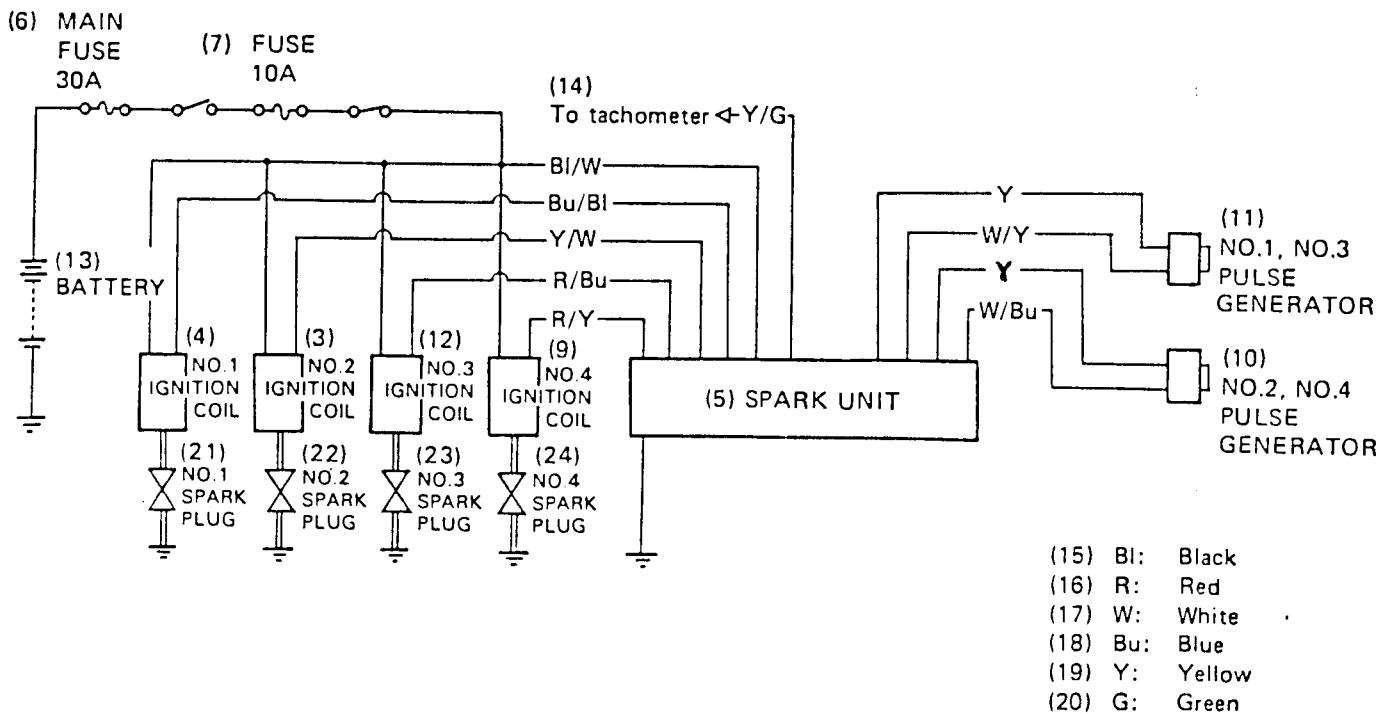 (6) MAIN
FUSE
30A
(7) FUSE
10A
(14)
To tachometer Y/G
Bl/W
Bu/Bl
Y/W
R/Bu
R/Y
Y
W/Y
Y
W/Bu
(11)
NO.1, NO.3
PULSE
GENERATOR
(10)
NO.2, NO.4
PULSE
GENERATOR
(13)
BATTERY
(4)
NO.1
IGNITION
COIL
(3)
NO.2
IGNITION
COIL
(12)
NO.3
IGNITION
COIL
(9)
NO.4
IGNITION
COIL
(5) SPARK UNIT
(21)
NO.1
SPARK
PLUG
(22)
NO.2
SPARK
PLUG
(23)
NO.3
SPARK
PLUG
(24)
NO.4
SPARK
PLUG
(15) Bl: Black
(16) R: Red
(17) W: White
(18) Bu: Blue
(19) Y: Yellow
(20) G: Green